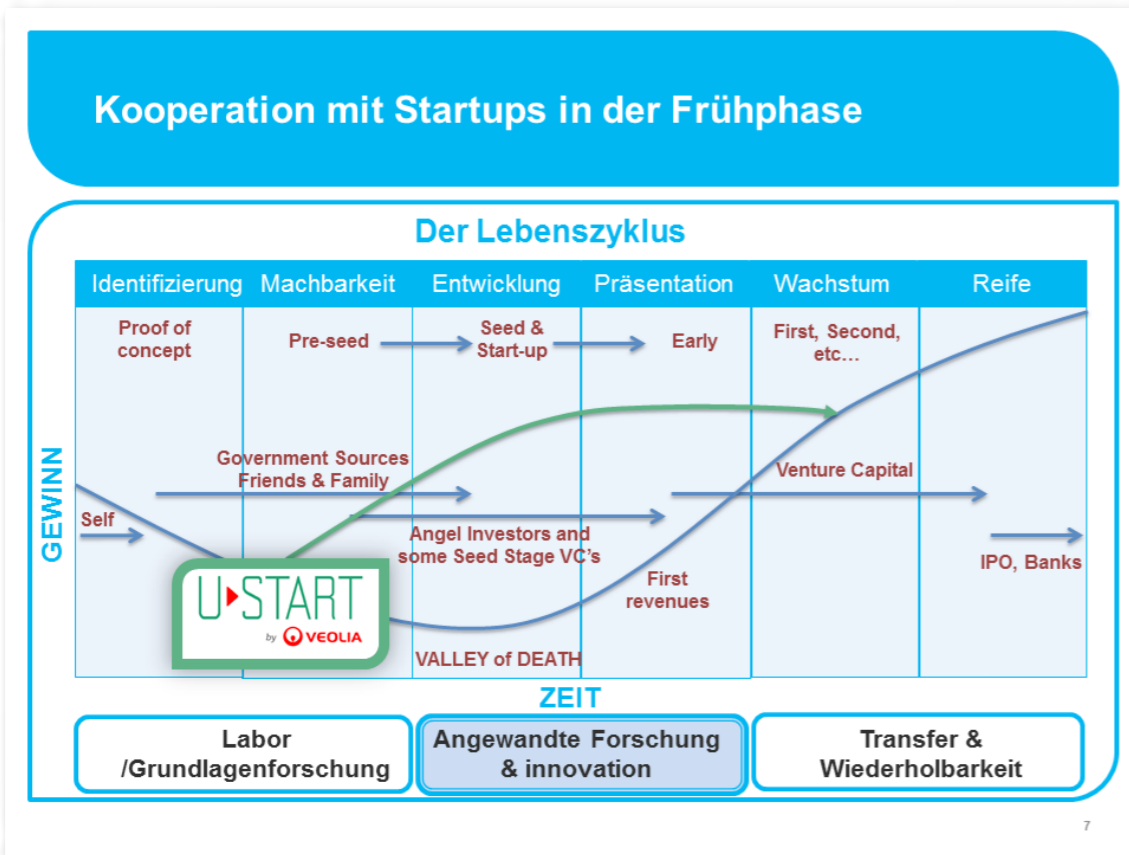 Kooperation mit Startups in der Frühphase
Der Lebenszyklus
Identifizierung
Machbarkeit
Entwicklung
Präsentation
Wachstum
Reife
Proof of
concept
Pre-seed
Seed &
Start-up
Early
First, Second,
etc…
GEWINN
Government Sources
Friends & Family
Venture Capital
Self
Angel Investors and
some Seed Stage VC’s
IPO, Banks
First
revenues
U START
by VEOLIA
VALLEY of DEATH
ZEIT
Labor
/Grundlagenforschung
Angewandte Forschung
& innovation
Transfer &
Wiederholbarkeit
7